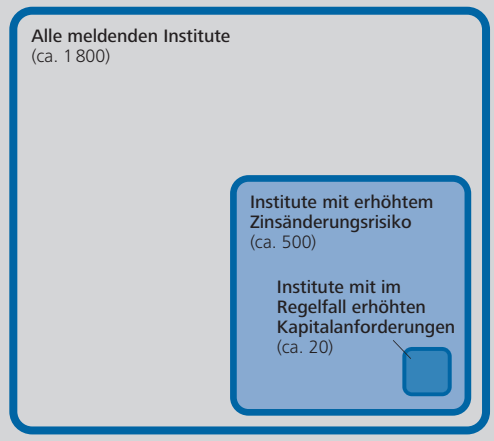 Alle meldenden Institute
(ca. 1 800)
Institute mit erhöhtem
Zinsänderungsrisiko
(ca. 500)
Institute mit im
Regelfall erhöhten
Kapitalanforderungen
(ca. 20)